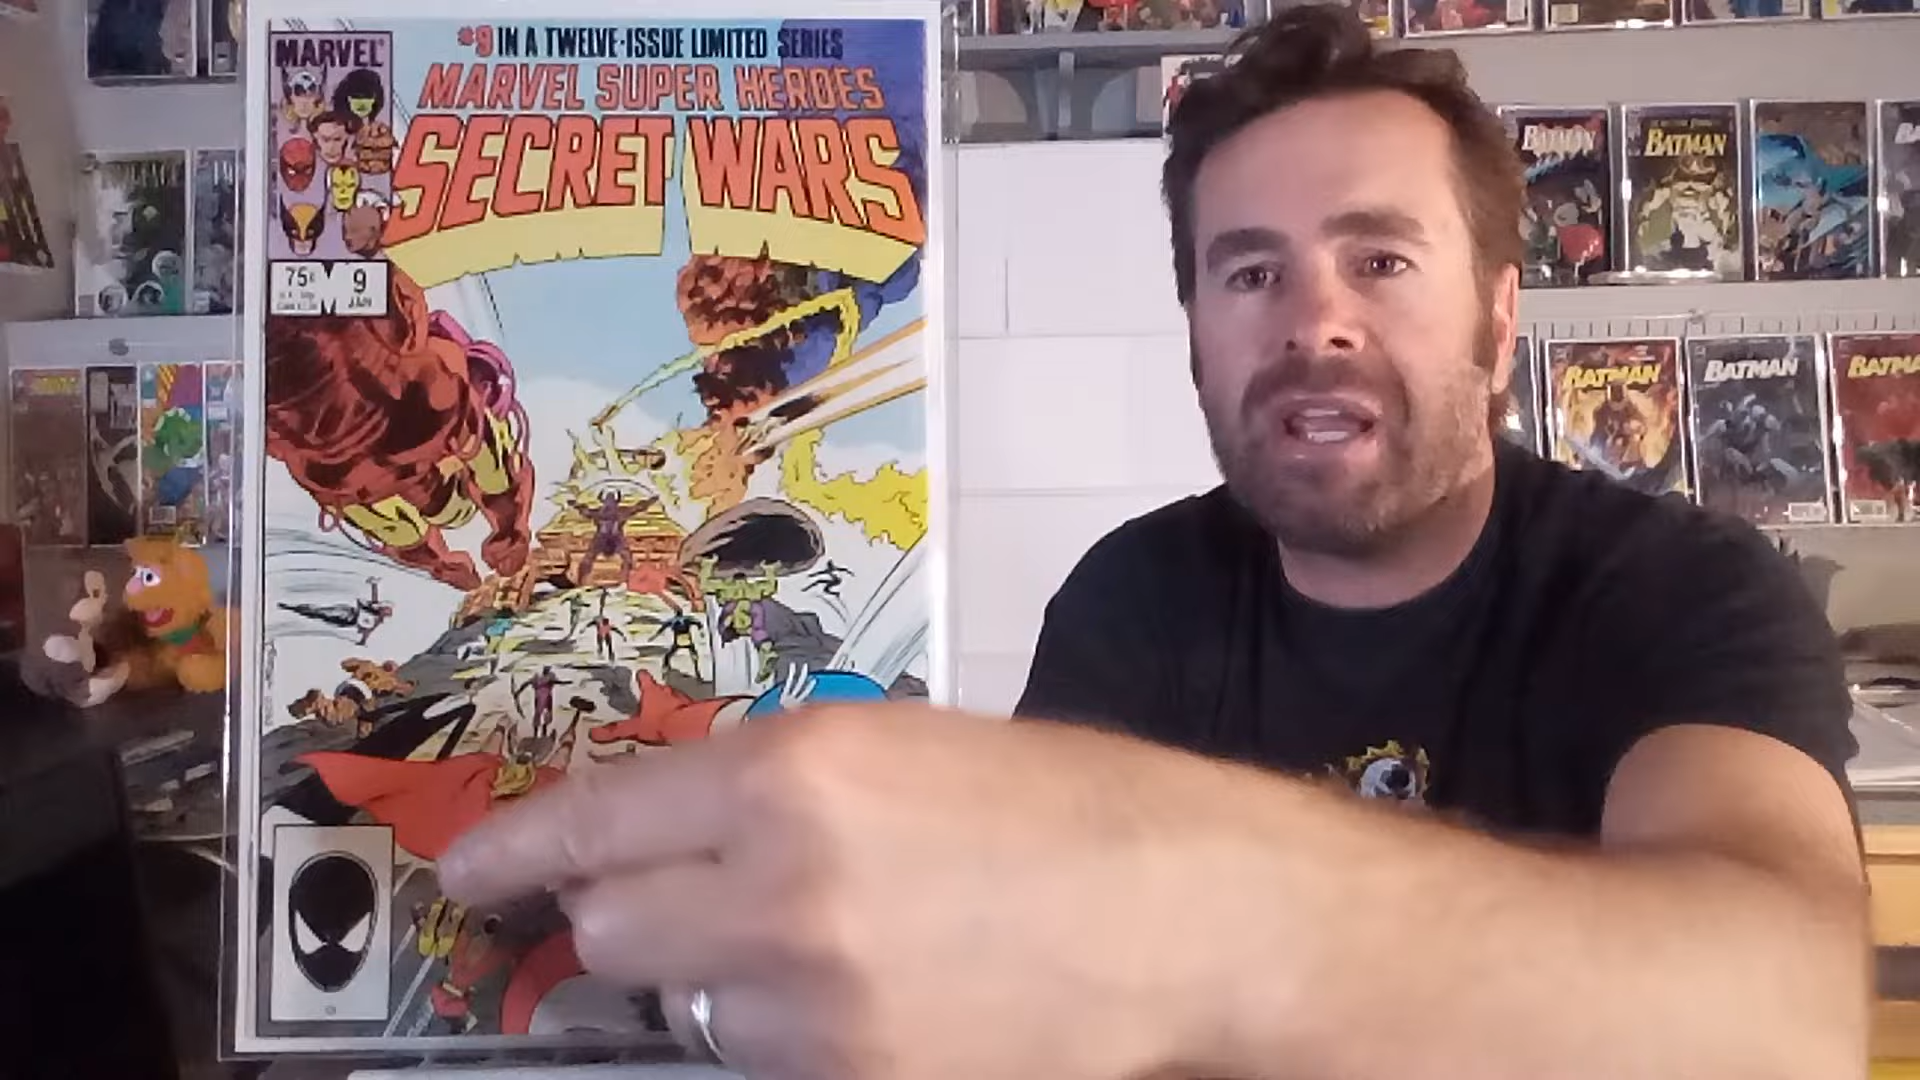 #9 IN A TWELVE-ISSUE LIMITED SERIES
MARVEL
MARVEL SUPER HEROES
SECRET WARS
75¢ 9
JAN
BATMAN
BATMAN
BATMAN
BATMAN